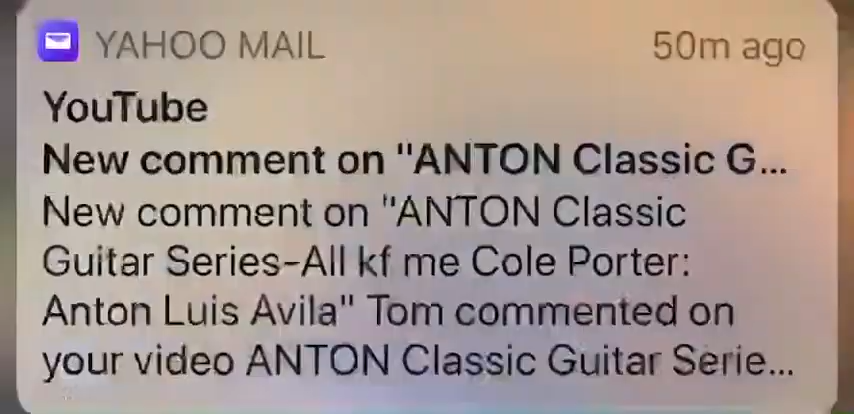 YAHOO MAIL 50m ago
YouTube
New comment on "ANTON Classic G...
New comment on "ANTON Classic
Guitar Series-All kf me Cole Porter:
Anton Luis Avila" Tom commented on
your video ANTON Classic Guitar Serie...